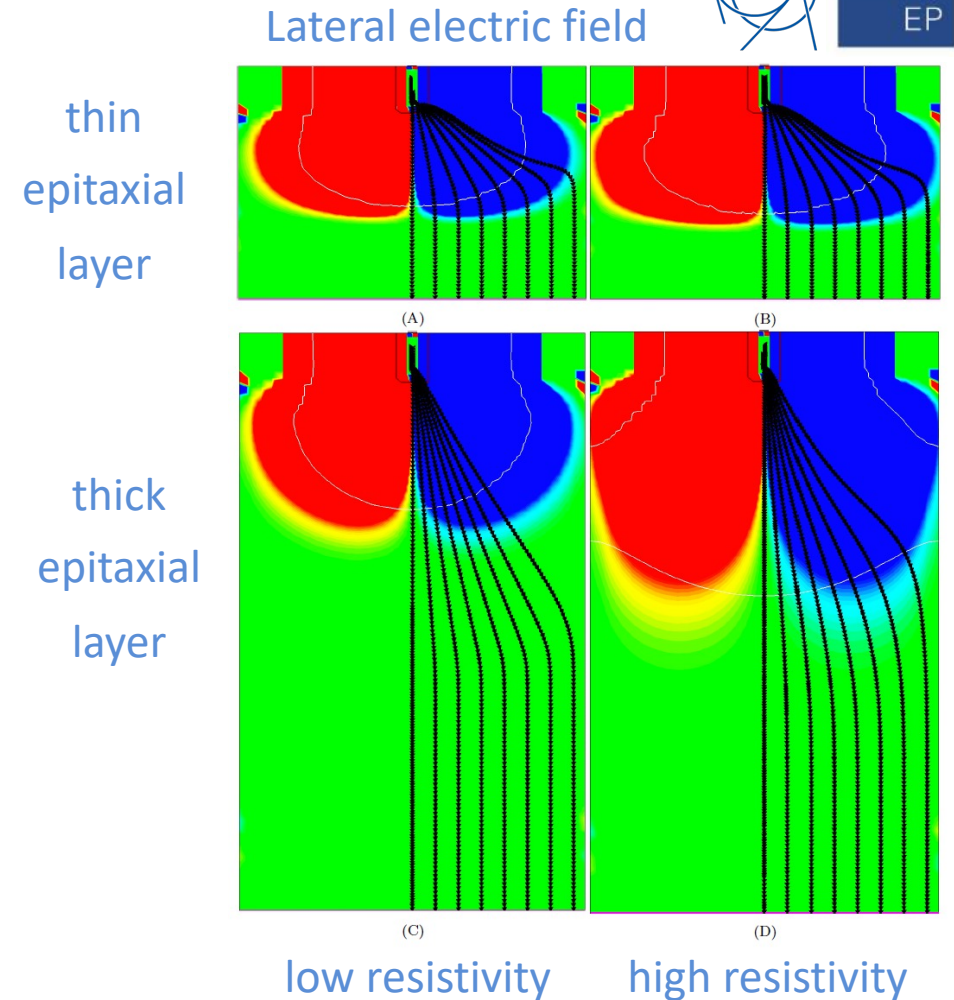 Lateral electric field
EP
thin
epitaxial
layer
(A)
(B)
thick
epitaxial
layer
(C)
(D)
low resistivity
high resistivity